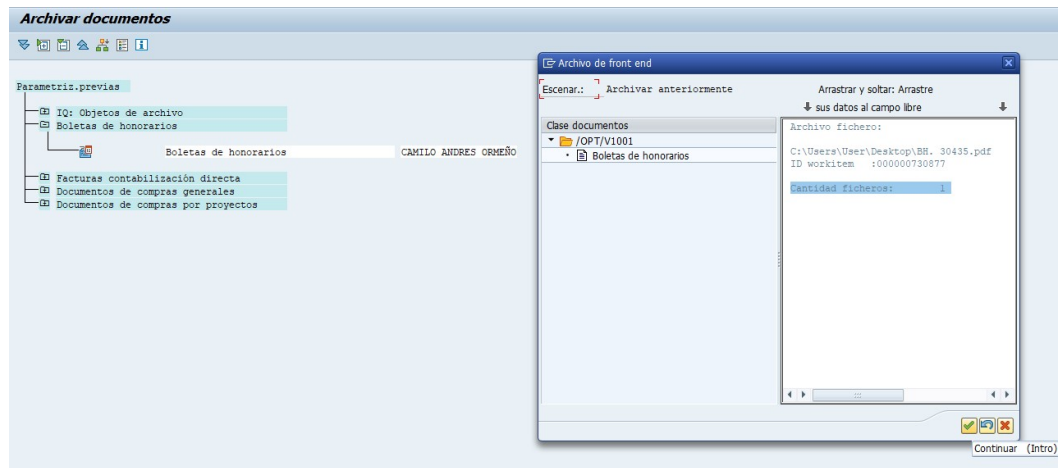 Archivar documentos
Parametriz.previas
IQ: Objetos de archivo
Boletas de honorarios
Boletas de honorarios CAMILO ANDRES ORMEÑO
Facturas contabilización directa
Documentos de compras generales
Documentos de compras por proyectos
Archivo de front end
Escenar.: Archivar anteriormente
Arrastrar y soltar: Arrastre
sus datos al campo libre
Clase documentos
/OPT/V1001
Boletas de honorarios
Archivo fichero:
C:\Users\User\Desktop\BH. 30435.pdf
ID workitem :000000730877
Cantidad ficheros: 1
Continuar (Intro)